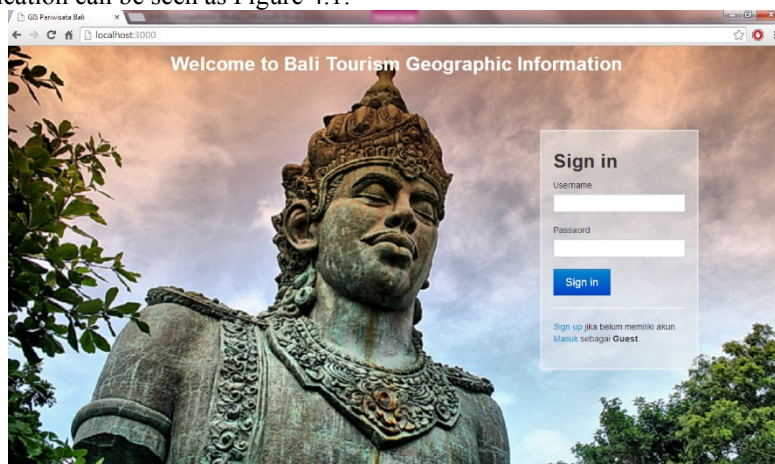 ication can be seen as Figure 4.1.
GIS Pariwisata Bali
localhost:3000
Welcome to Bali Tourism Geographic Information
Sign in
Username
Password
Sign in
Sign up jika belum memiliki akun.
Masuk sebagai Guest.